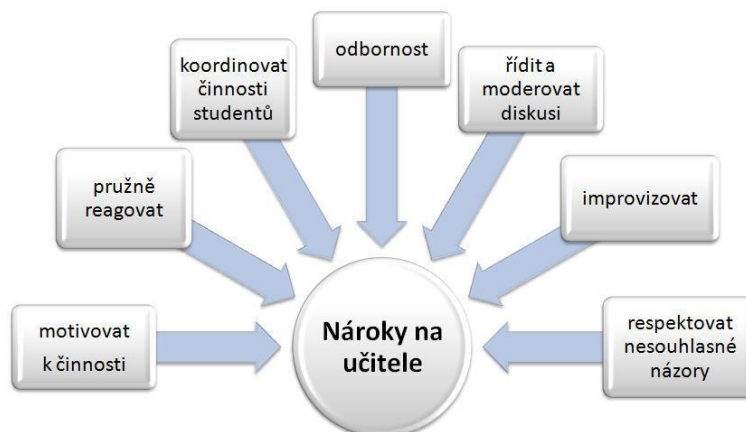 odbornost
koordinovat
činnosti
studentů
řídit a
moderovat
diskusi
pružně
reagovat
improvizovat
motivovat
k činnosti
Nároky na
učitele
respektovat
nesouhlasné
názory